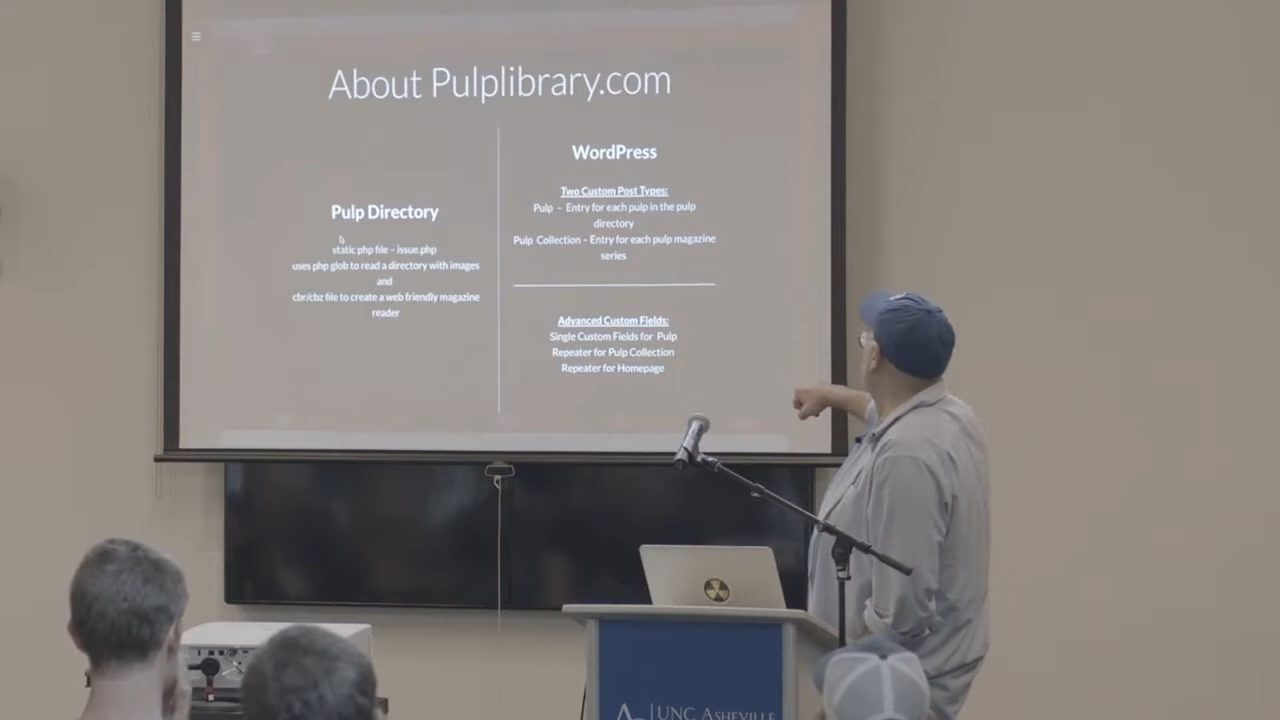 About Pulplibrary.com
Pulp Directory
static php file – issue.php
uses php glob to read a directory with images
and
cbr/cbz file to create a web friendly magazine
reader
WordPress
Two Custom Post Types:
Pulp – Entry for each pulp in the pulp
directory
Pulp Collection – Entry for each pulp magazine
series
Advanced Custom Fields:
Single Custom Fields for Pulp
Repeater for Pulp Collection
Repeater for Homepage
UNC ASHEVILLE